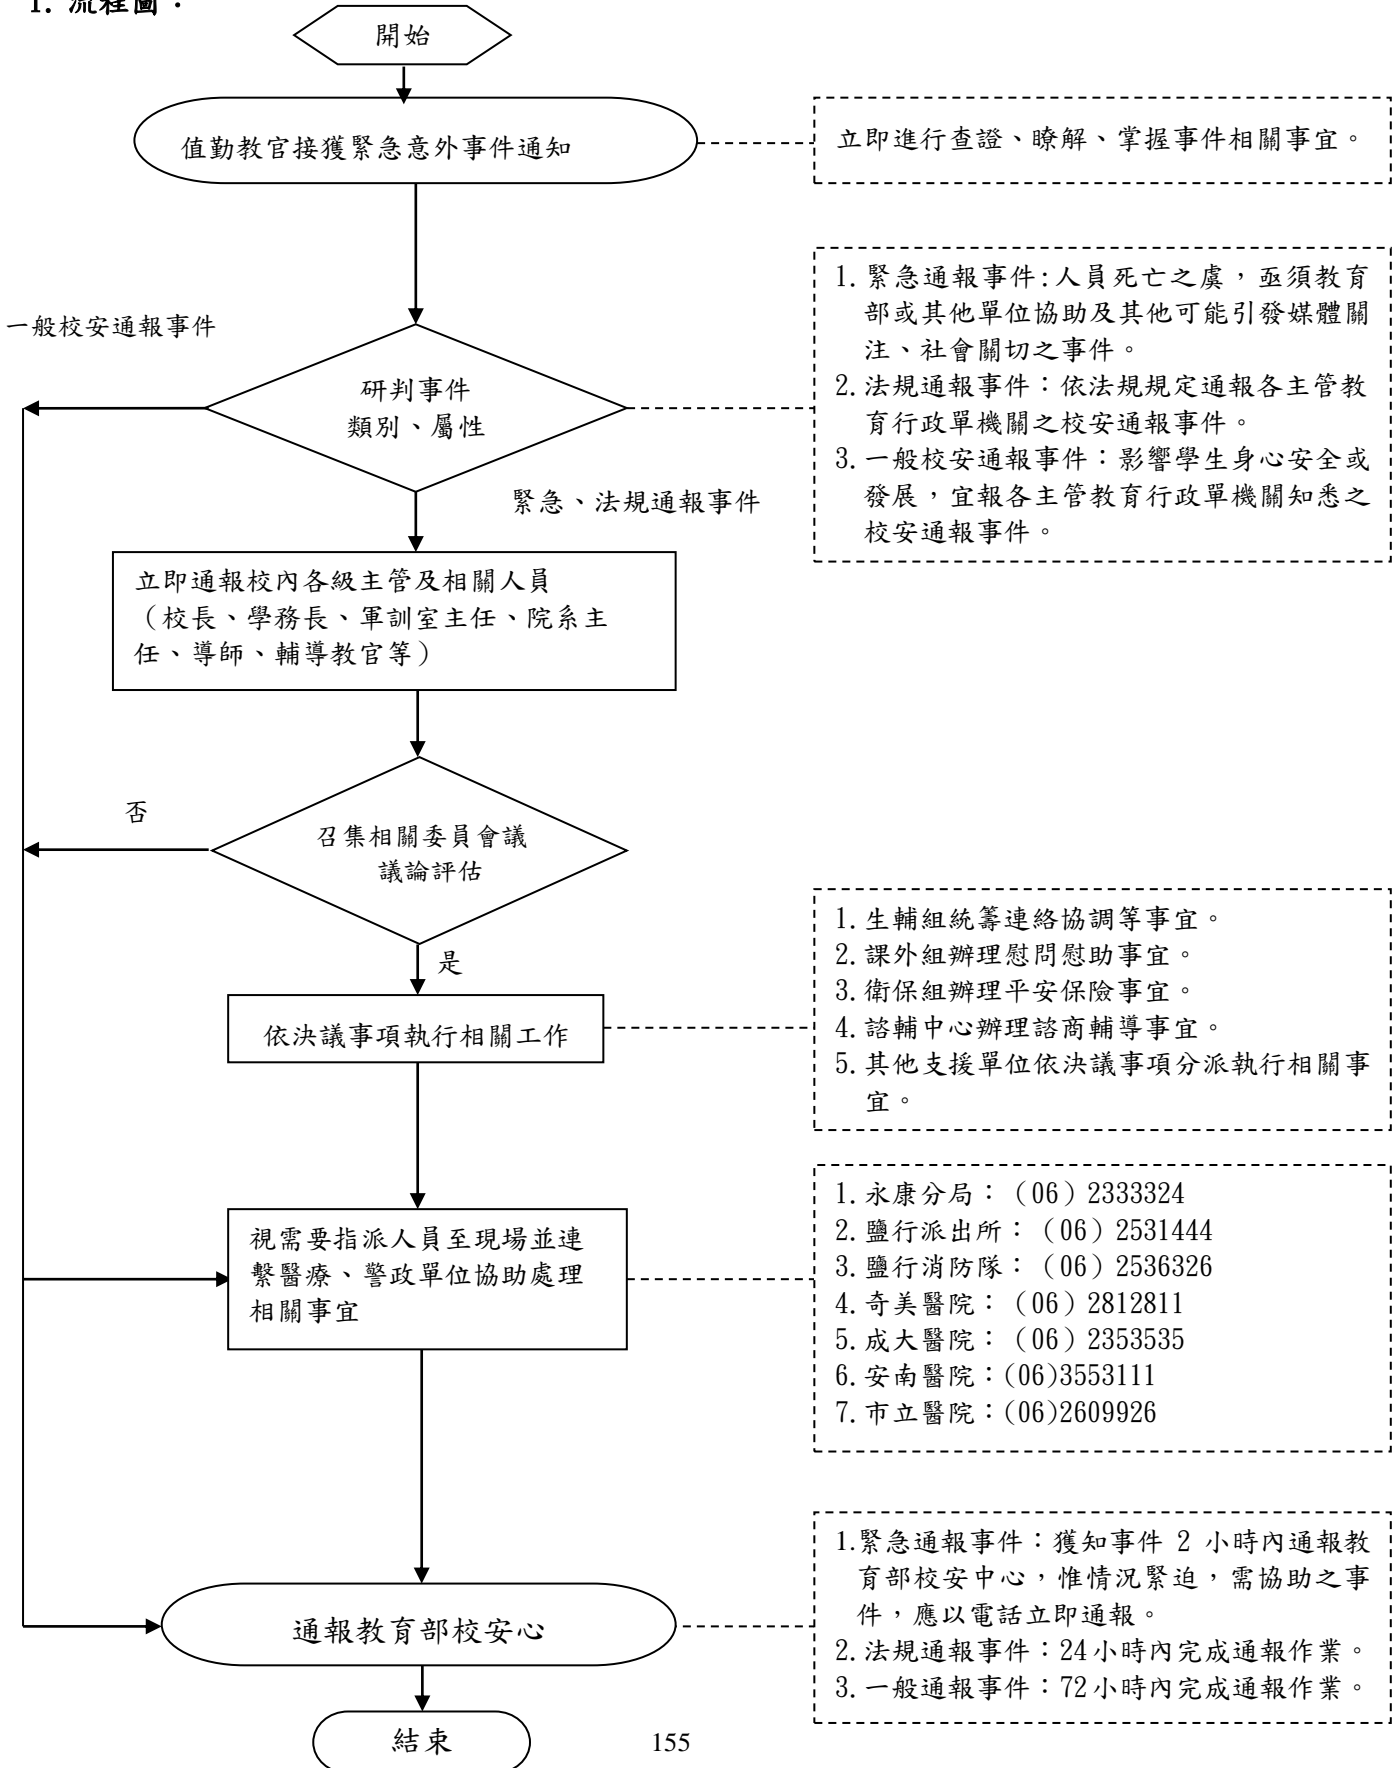 1. 流程圖：
開始
值勤教官接獲緊急意外事件通知
立即進行查證、瞭解、掌握事件相關事宜。
1. 緊急通報事件:人員死亡之虞，亟須教育
部或其他單位協助及其他可能引發媒體關
注、社會關切之事件。
2. 法規通報事件：依法規規定通報各主管教
育行政單機關之校安通報事件。
3. 一般校安通報事件：影響學生身心安全或
發展，宜報各主管教育行政單機關知悉之
校安通報事件。
一般校安通報事件
研判事件
類別、屬性
緊急、法規通報事件
立即通報校內各級主管及相關人員
（校長、學務長、軍訓室主任、院系主
任、導師、輔導教官等）
否
召集相關委員會議
議論評估
是
依決議事項執行相關工作
1. 生輔組統籌連絡協調等事宜。
2. 課外組辦理慰問慰助事宜。
3. 衛保組辦理平安保險事宜。
4. 諮輔中心辦理諮商輔導事宜。
5. 其他支援單位依決議事項分派執行相關事
宜。
視需要指派人員至現場並連
繫醫療、警政單位協助處理
相關事宜
1. 永康分局：（06）2333324
2. 鹽行派出所：（06）2531444
3. 鹽行消防隊：（06）2536326
4. 奇美醫院：（06）2812811
5. 成大醫院：（06）2353535
6. 安南醫院：(06)3553111
7. 市立醫院：(06)2609926
通報教育部校安心
1.緊急通報事件：獲知事件 2 小時內通報教
育部校安中心，惟情況緊迫，需協助之事
件，應以電話立即通報。
2. 法規通報事件：24小時內完成通報作業。
3. 一般通報事件：72小時內完成通報作業。
結束
155